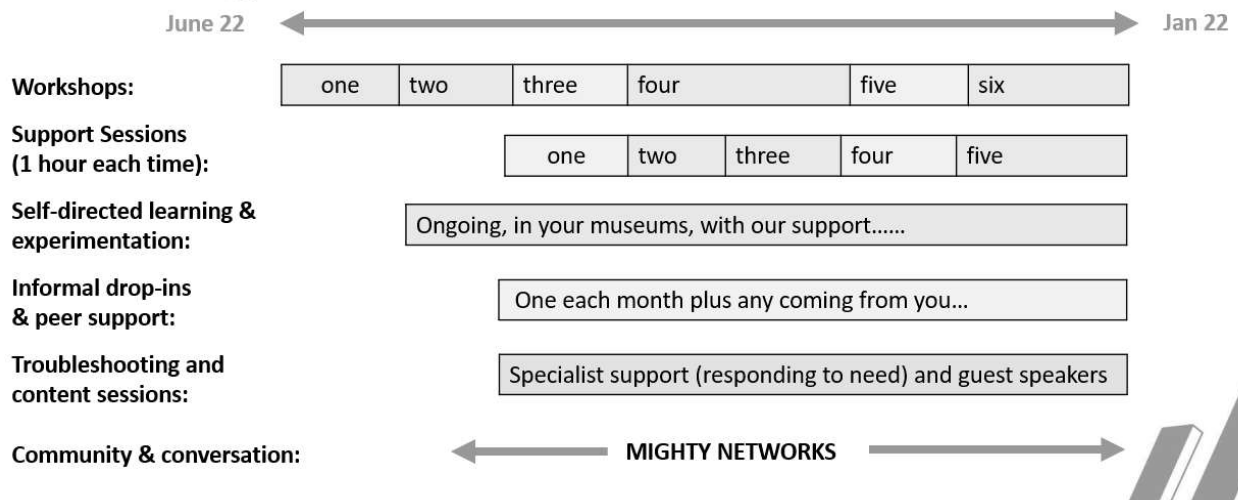 June 22 Jan 22
Workshops: one two three four five six
Support Sessions
(1 hour each time): one two three four five
Self-directed learning &
experimentation: Ongoing, in your museums, with our support......
Informal drop-ins
& peer support: One each month plus any coming from you...
Troubleshooting and
content sessions: Specialist support (responding to need) and guest speakers
Community & conversation: MIGHTY NETWORKS